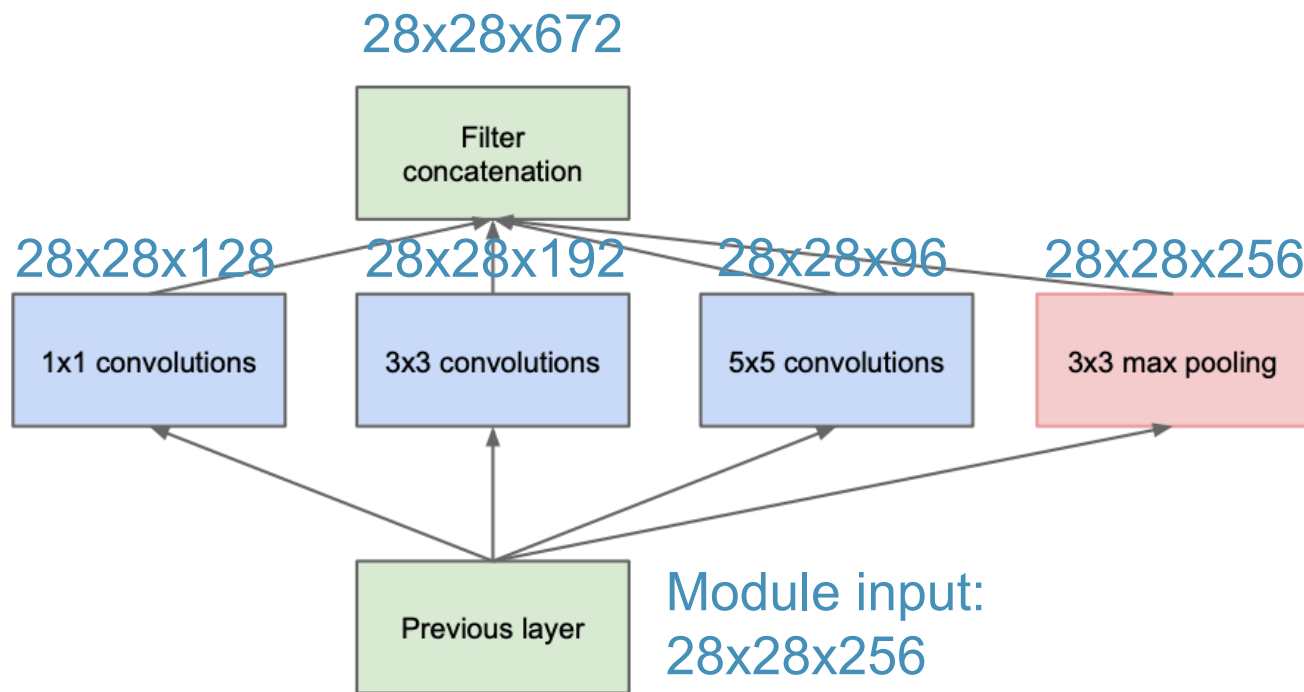 28x28x672
Filter
concatenation
28x28x128
28x28x192
28x28x96
28x28x256
1x1 convolutions
3x3 convolutions
5x5 convolutions
3x3 max pooling
Previous layer
Module input:
28x28x256